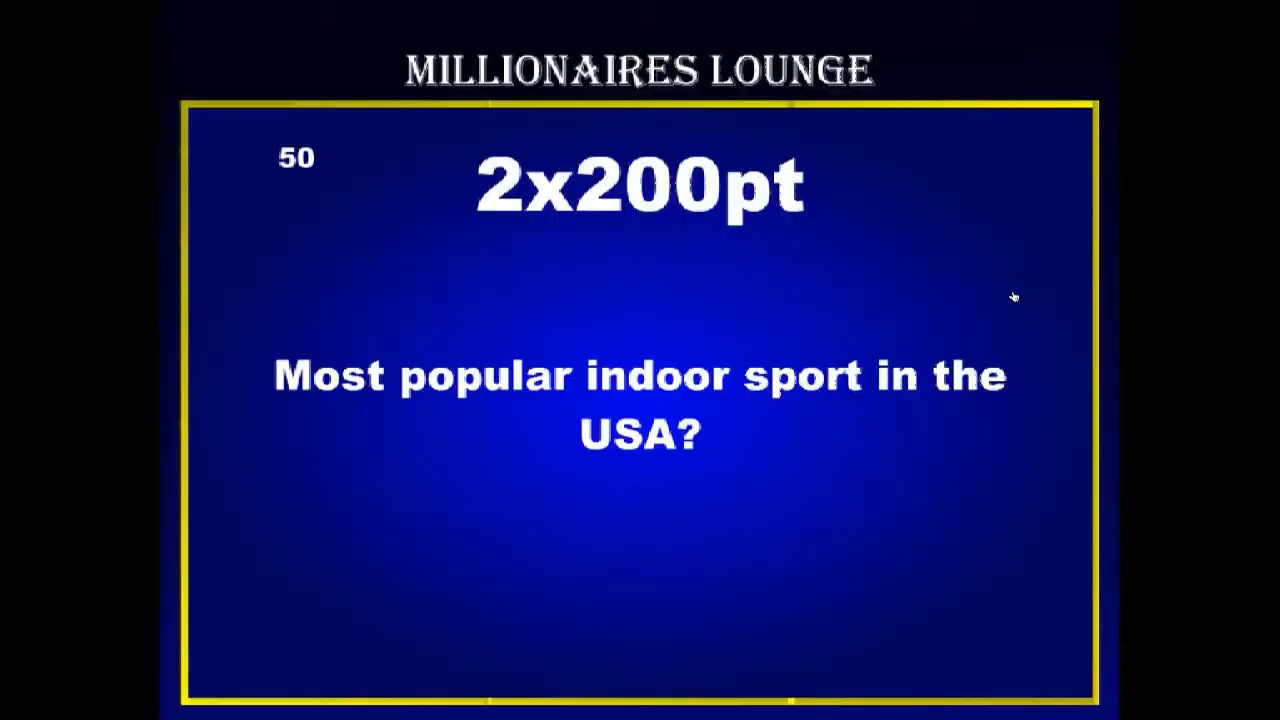 MILLIONAIRES LOUNGE
50
2x200pt
Most popular indoor sport in the
USA?